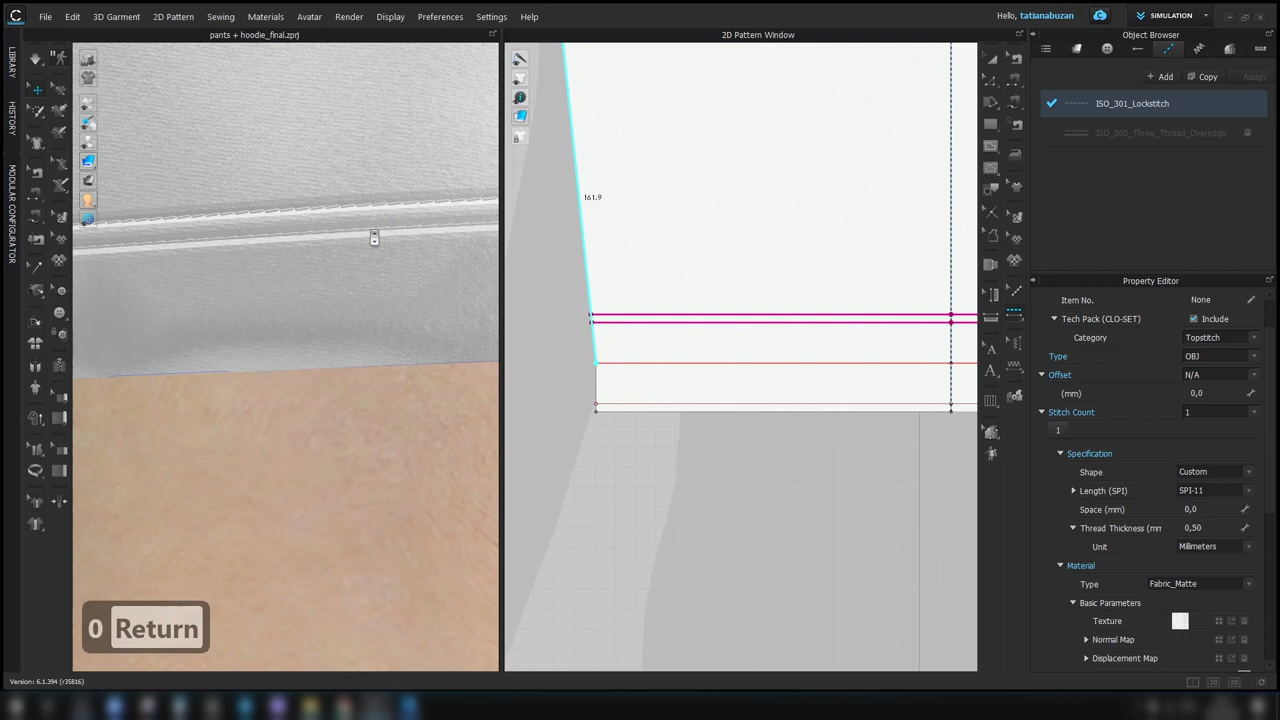 File Edit 3D Garment 2D Pattern Sewing Materials Avatar Render Display Preferences Settings Help
Hello, tatianabuzan
SIMULATION
pants + hoodie_final.zprj
2D Pattern Window
Object Browser
LIBRARY
HISTORY
MODULAR CONFIGURATOR
+ Add
Copy
Assign
ISO_301_Lockstitch
ISO_505_Three_Thread_Overedge
161.9
Property Editor
Item No. None
Tech Pack (CLO-SET) Include
Category Topstitch
Type OBJ
Offset N/A
(mm) 0,0
Stitch Count 1
1
Specification
Shape Custom
Length (SPI) SPI-11
Space (mm) 0,0
Thread Thickness (mm 0,50
Unit Millimeters
Material
Type Fabric_Matte
Basic Parameters
Texture
Normal Map
Displacement Map
0 Return
Version: 6.1.394 (r35816)
3D
2D